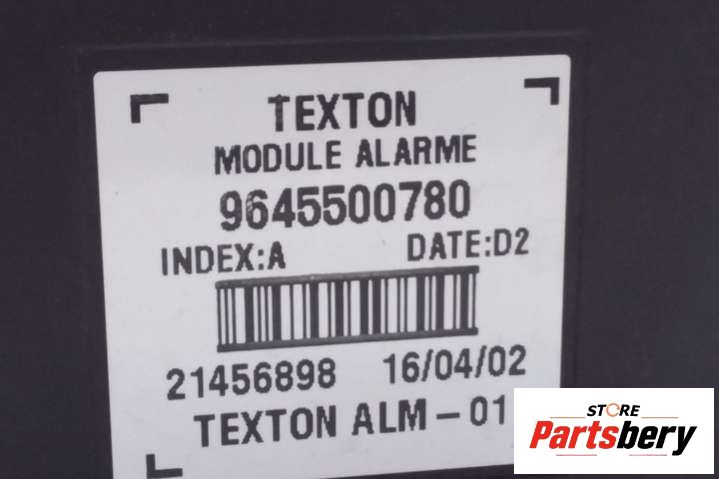 TEXTON
MODULE ALARME
9645500780
INDEX:A DATE:D2
21456898 16/04/02
TEXTON ALM-01
STORE
Partsbery